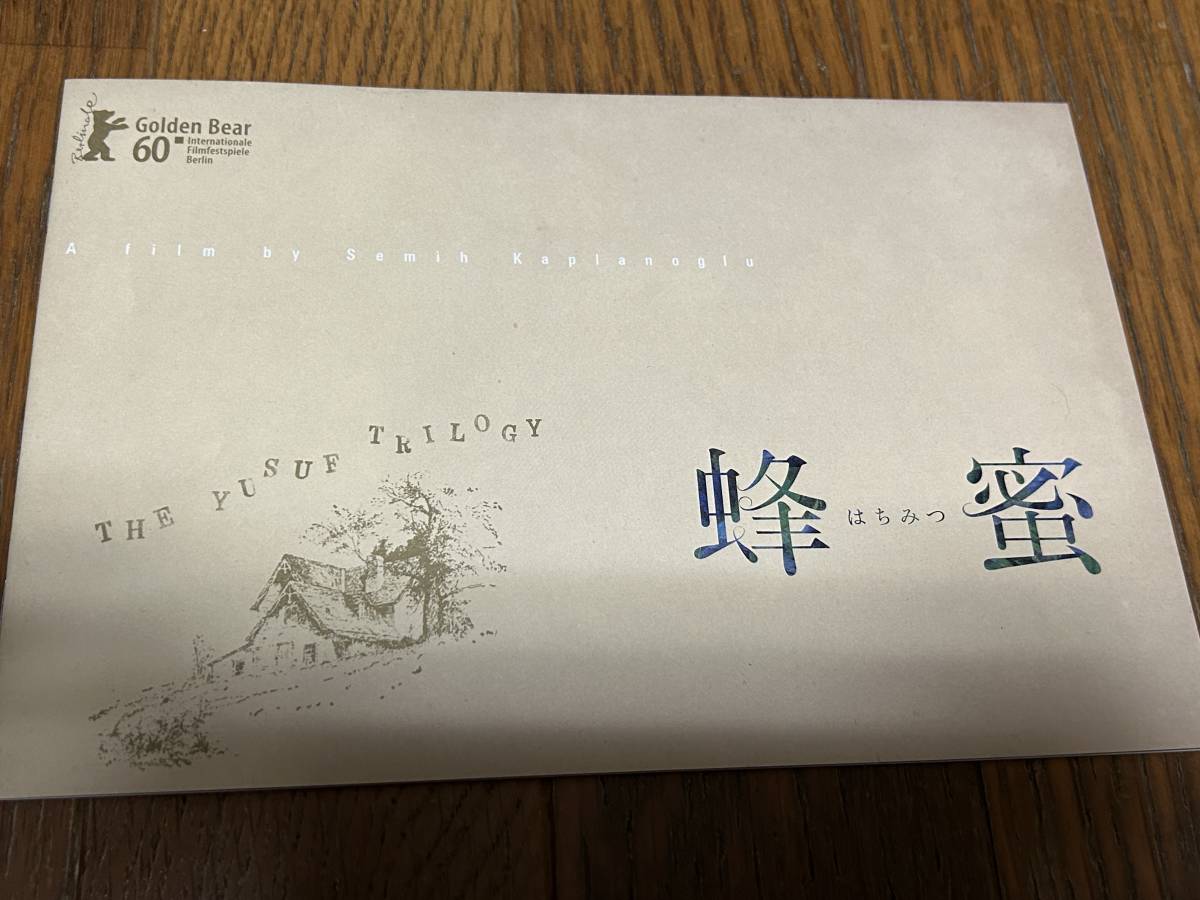 Berlinale
Golden Bear
60
Internationale
Filmfestspiele
Berlin
A film by Semih Kaplanoglu
THE YUSUF TRILOGY
蜂 はちみつ 蜜